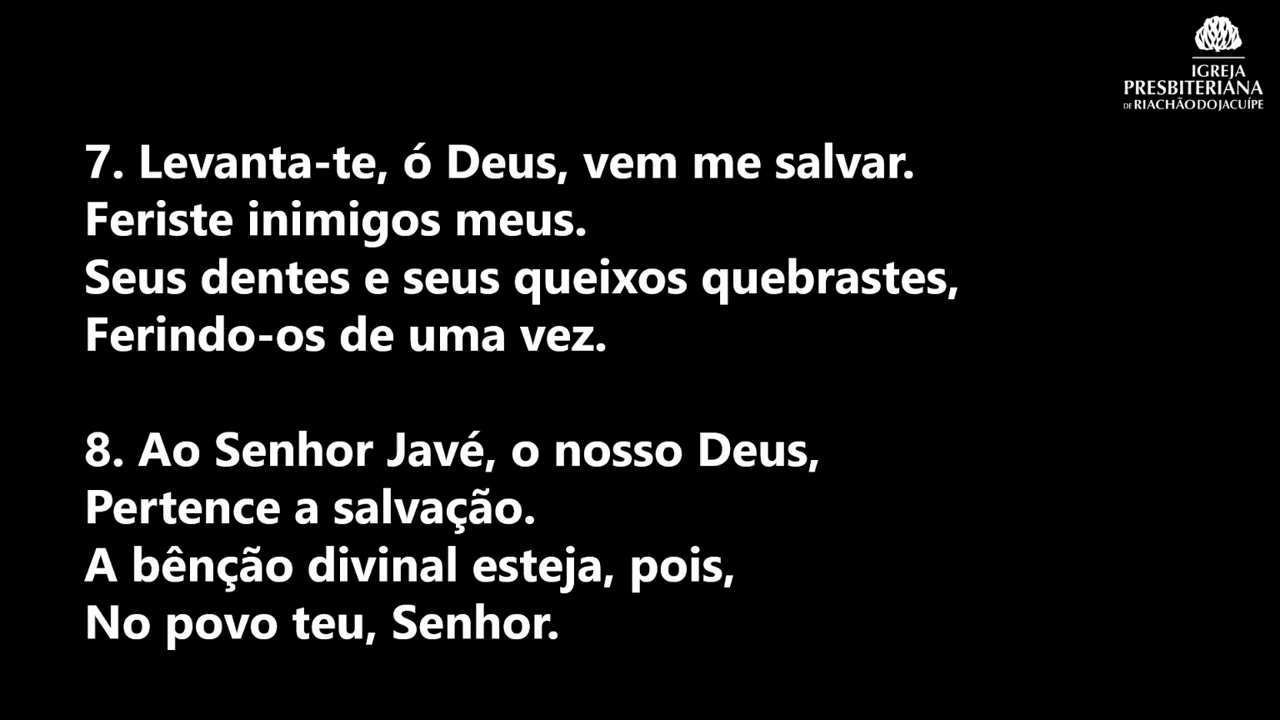 IGREJA
PRESBITERIANA
DE RIACHÃO DO JACUÍPE
7. Levanta-te, ó Deus, vem me salvar.
Feriste inimigos meus.
Seus dentes e seus queixos quebrastes,
Ferindo-os de uma vez.
8. Ao Senhor Javé, o nosso Deus,
Pertence a salvação.
A bênção divinal esteja, pois,
No povo teu, Senhor.